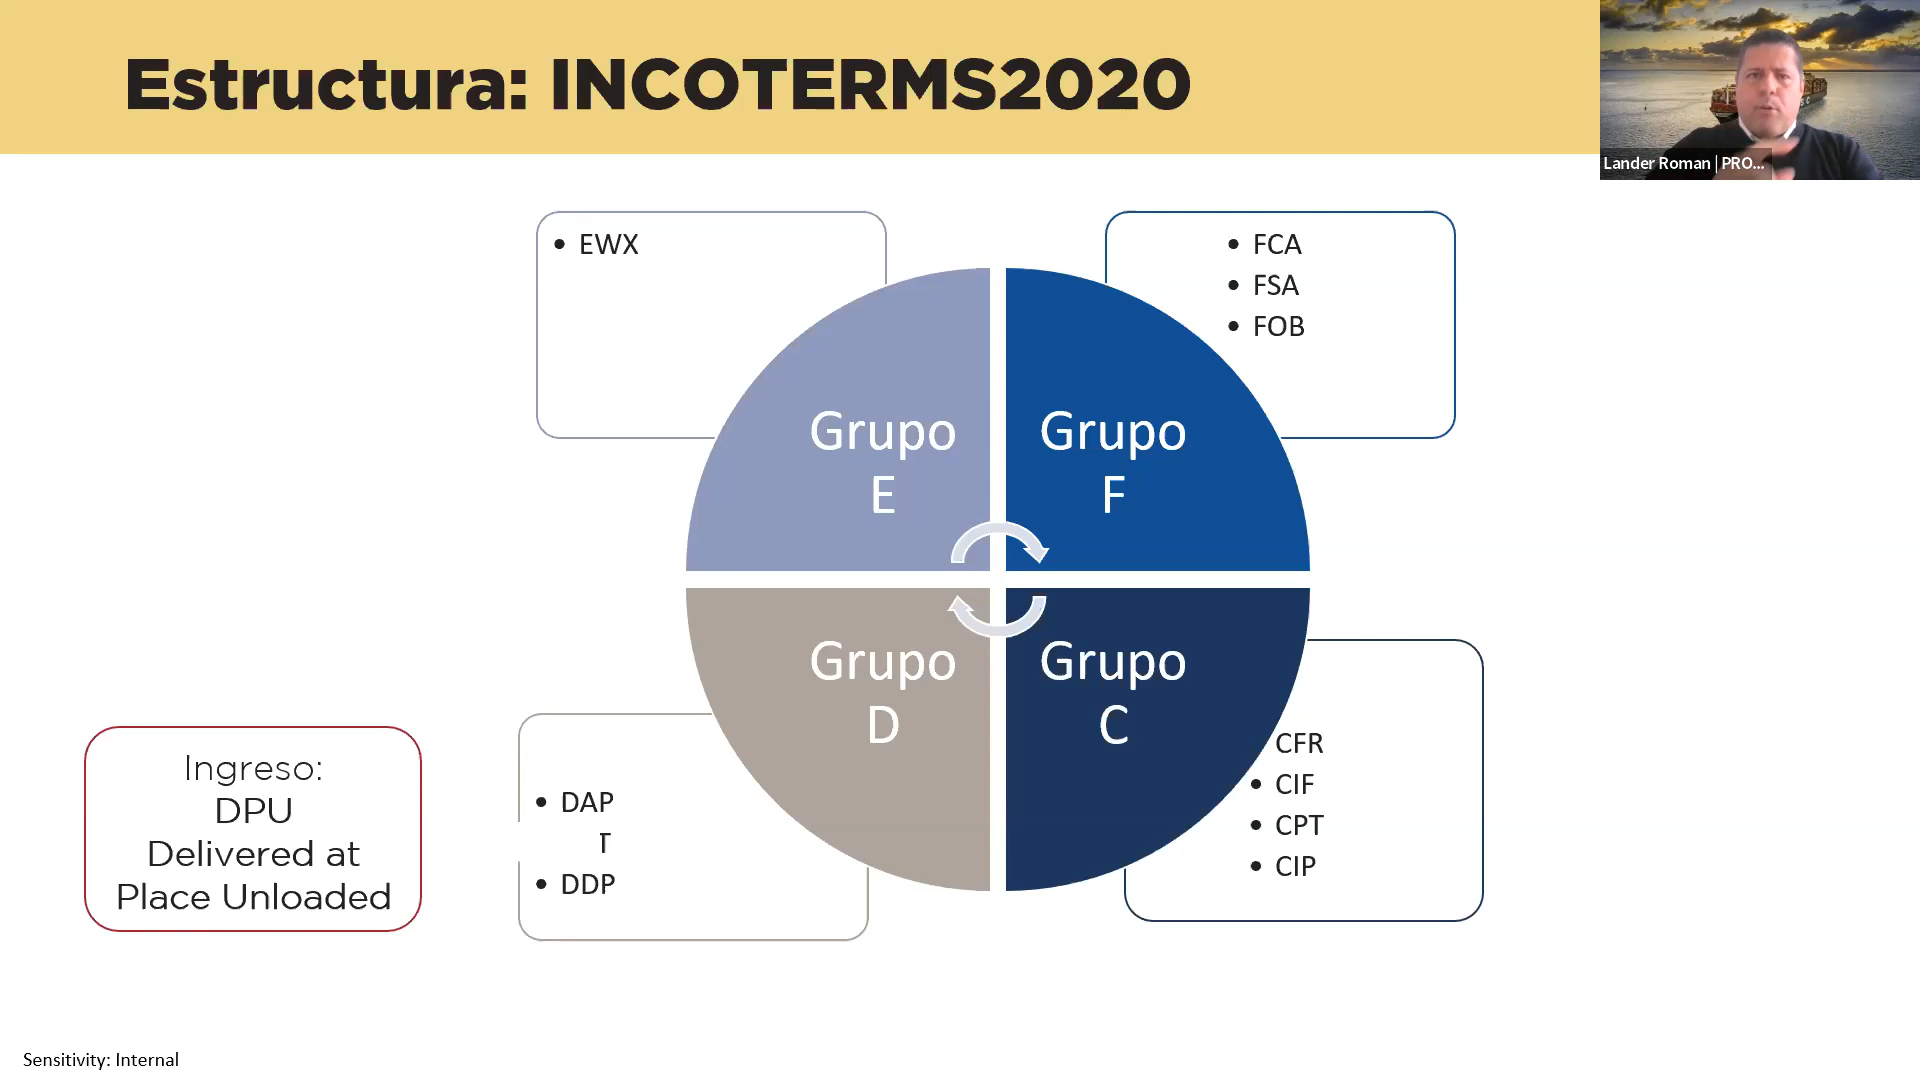 Estructura: INCOTERMS2020
Lander Roman | PRO...
• EWX
• FCA
• FSA
• FOB
Grupo
E
Grupo
F
Grupo
D
Grupo
C
CFR
• CIF
• CPT
• CIP
• DAP
T
• DDP
Ingreso:
DPU
Delivered at
Place Unloaded
Sensitivity: Internal